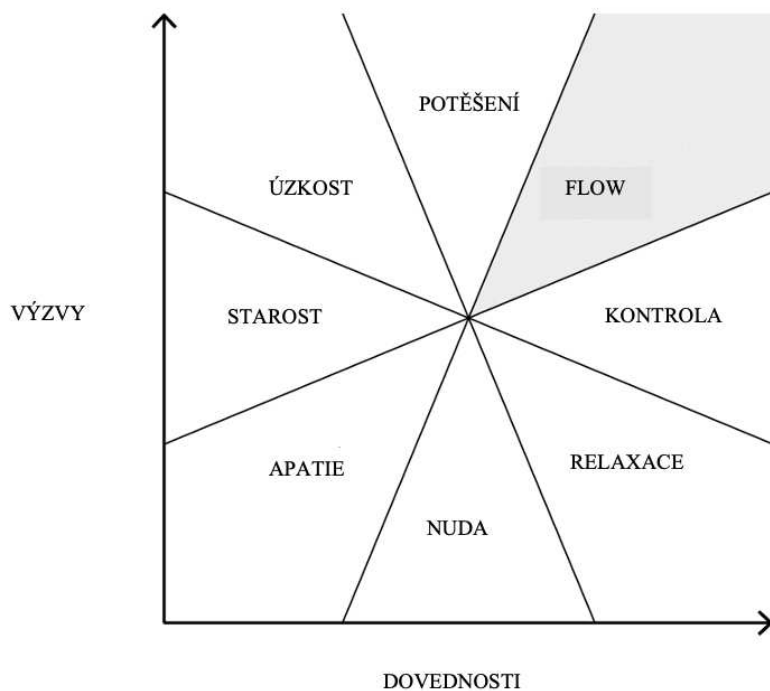 POTĚŠENÍ
ÚZKOST
FLOW
VÝZVY
STAROST
KONTROLA
APATIE
RELAXACE
NUDA
DOVEDNOSTI